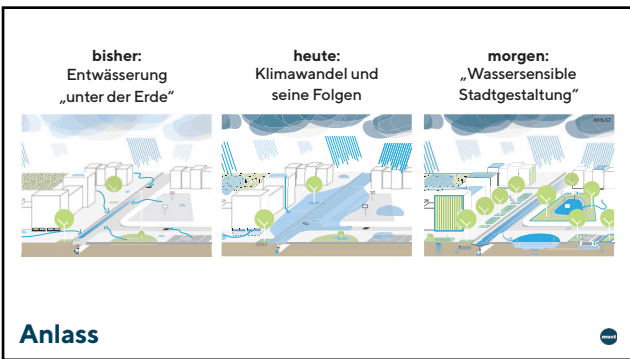 bisher:
Entwässerung
„unter der Erde“
heute:
Klimawandel und
seine Folgen
morgen:
„Wassersensible
Stadtgestaltung“
©MUST
Anlass
must